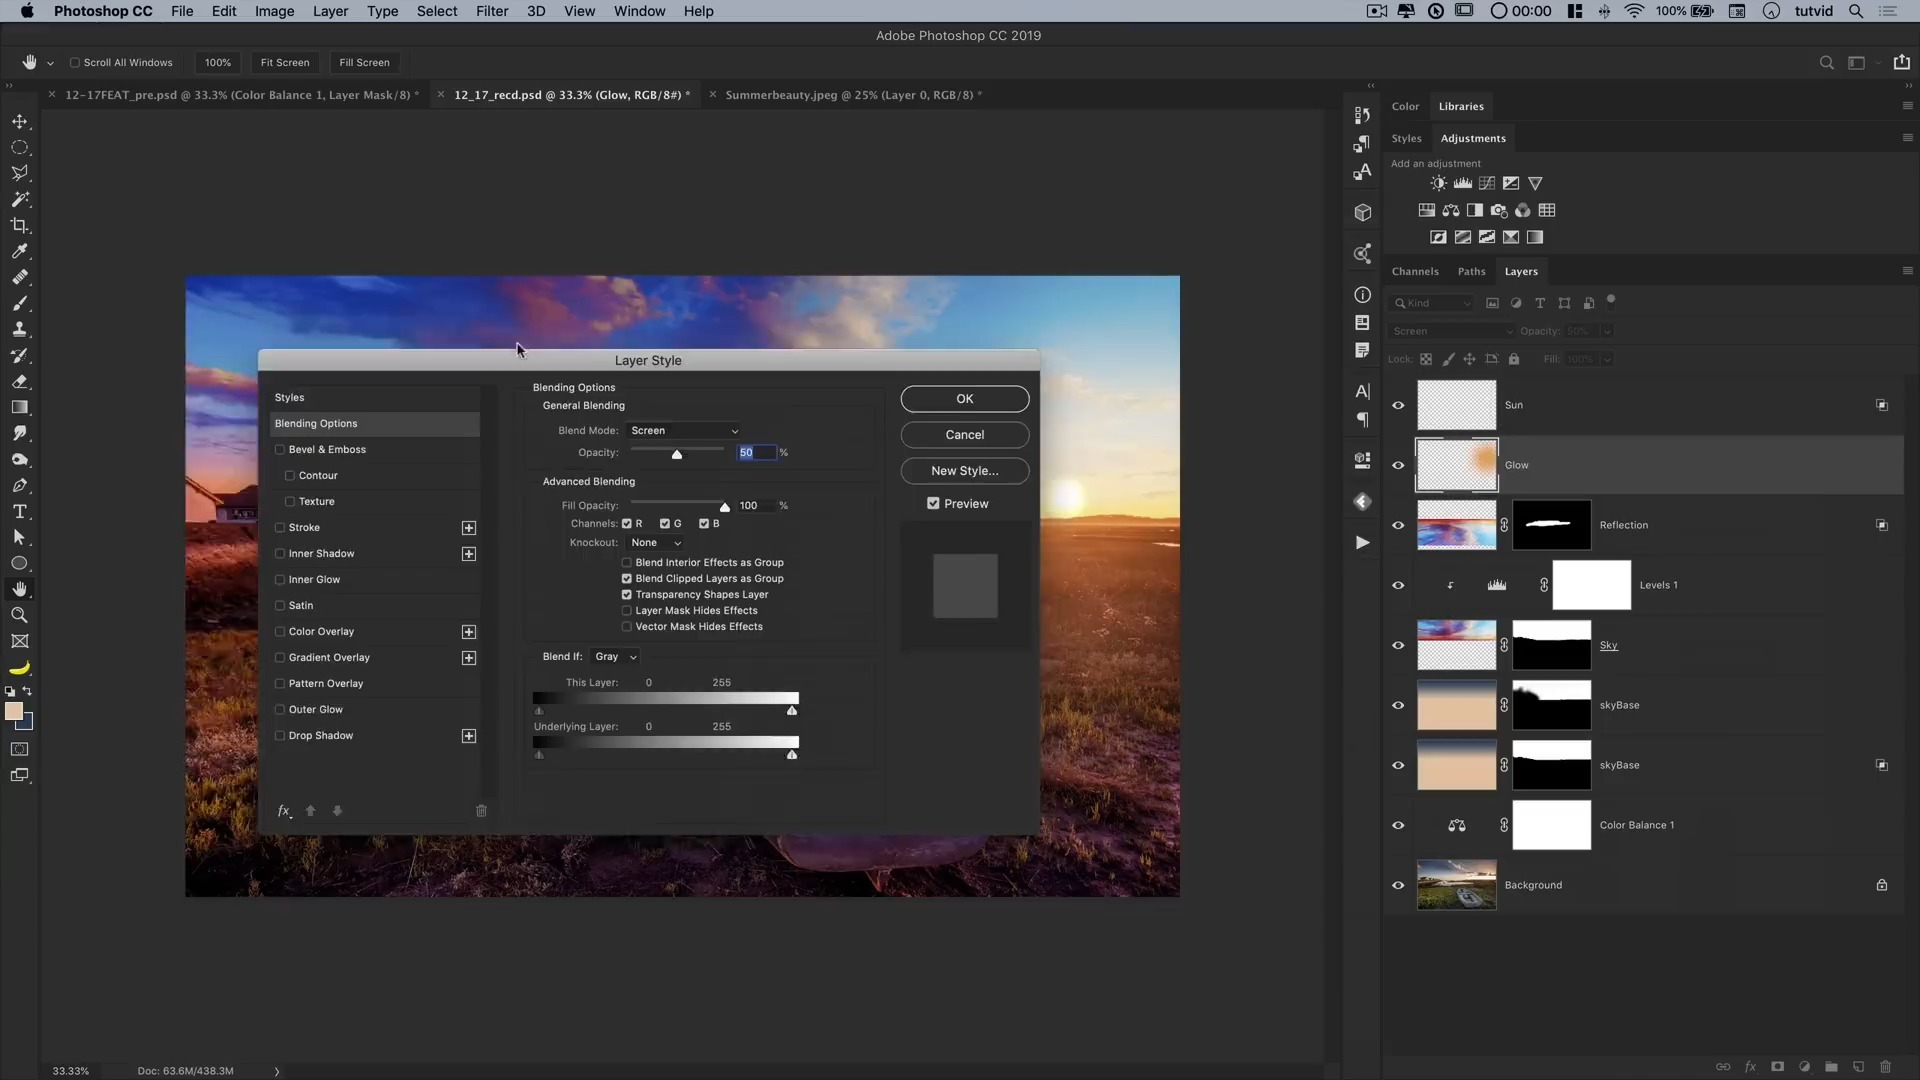 Photoshop CC File Edit Image Layer Type Select Filter 3D View Window Help 00:00 100% tutvid
Adobe Photoshop CC 2019
Scroll All Windows 100% Fit Screen Fill Screen
12-17FEAT_pre.psd @ 33.3% (Color Balance 1, Layer Mask/8) *
12_17_recd.psd @ 33.3% (Glow, RGB/8#) *
Summerbeauty.jpeg @ 25% (Layer 0, RGB/8) *
Layer Style
Styles
Blending Options
Bevel & Emboss
Contour
Texture
Stroke
Inner Shadow
Inner Glow
Satin
Color Overlay
Gradient Overlay
Pattern Overlay
Outer Glow
Drop Shadow
fx
Blending Options
General Blending
Blend Mode: Screen
Opacity: 50 %
Advanced Blending
Fill Opacity: 100 %
Channels: R G B
Knockout: None
Blend Interior Effects as Group
Blend Clipped Layers as Group
Transparency Shapes Layer
Layer Mask Hides Effects
Vector Mask Hides Effects
Blend If: Gray
This Layer: 0 255
Underlying Layer: 0 255
OK
Cancel
New Style...
Preview
Color Libraries
Styles Adjustments
Add an adjustment
Channels Paths Layers
Kind
Screen Opacity: 50%
Lock: Fill: 100%
Sun
Glow
Reflection
Levels 1
Sky
skyBase
skyBase
Color Balance 1
Background
fx
33.33% Doc: 63.6M/438.3M